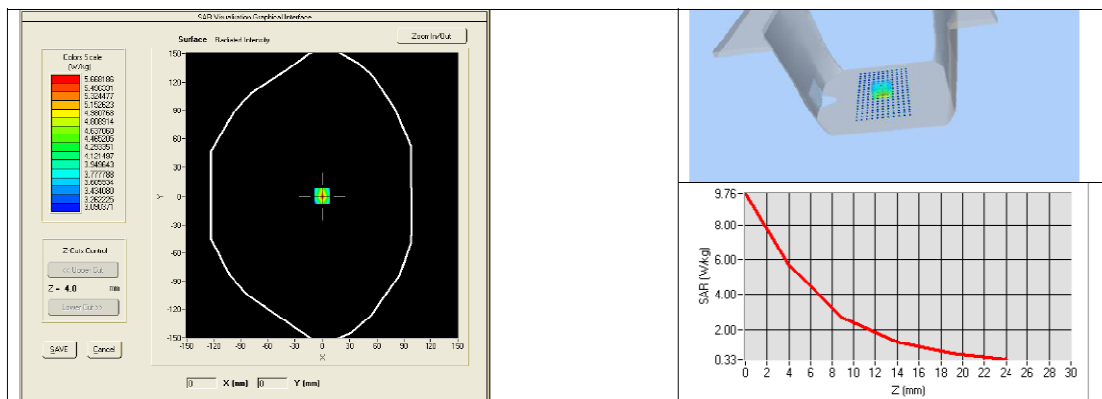 SAR Visualisation Graphical Interface
Surface Radiated Intensity
Zoom In/Out
Colors Scale
(W/kg)
5.668186
5.496331
5.324477
5.152623
4.980768
4.808914
4.637060
4.465205
4.293351
4.121497
3.949643
3.777788
3.605934
3.434080
3.262225
3.090371
150
120
90
60
30
0
-30
-60
-90
-120
-150
Y
-150 -120 -90 -60 -30 0 30 60 90 120 150
X
Z Cuts Control
<< Upper Cut
Z = 4.0 mm
Lower Cut >>
SAVE Cancel
0 X (mm) 0 Y (mm)
9.76
6.00
4.00
2.00
0.33
SAR (W/kg)
0 2 4 6 8 10 12 14 16 18 20 22 24 26 28 30
Z (mm)